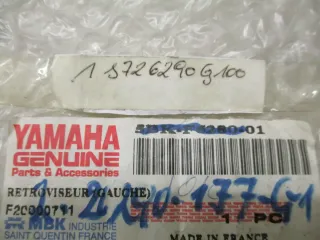 1 S726290G100
YAMAHA
GENUINE
Parts & Accessories
RETROVISEUR (GAUCHE)
F20000711
1 PC
MBK INDUSTRIE
SAINT QUENTIN FRANCE
MADE IN FRANCE